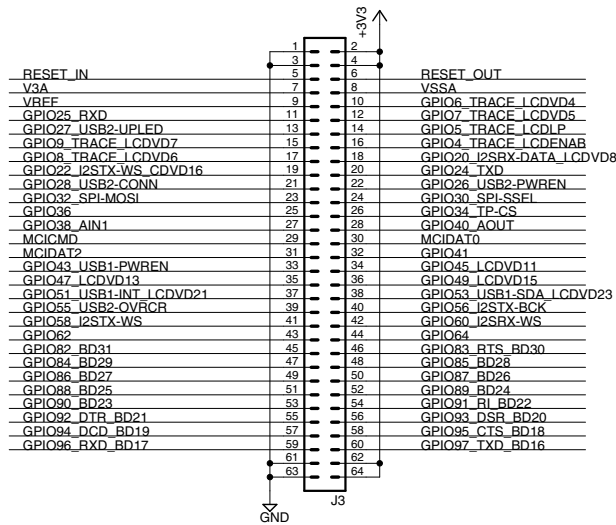 +3V3
1 2
3 4
RESET_IN 5 6 RESET_OUT
V3A 7 8 VSSA
VREF 9 10 GPIO6_TRACE_LCDVD4
GPIO25_RXD 11 12 GPIO7_TRACE_LCDVD5
GPIO27_USB2-UPLED 13 14 GPIO5_TRACE_LCDLP
GPIO9_TRACE_LCDVD7 15 16 GPIO4_TRACE_LCDENAB
GPIO8_TRACE_LCDVD6 17 18 GPIO20_I2SRX-DATA_LCDVD8
GPIO22_I2STX-WS_CDVD16 19 20 GPIO24_TXD
GPIO28_USB2-CONN 21 22 GPIO26_USB2-PWREN
GPIO32_SPI-MOSI 23 24 GPIO30_SPI-SSEL
GPIO36 25 26 GPIO34_TP-CS
GPIO38_AIN1 27 28 GPIO40_AOUT
MCICMD 29 30 MCIDAT0
MCIDAT2 31 32 GPIO41
GPIO43_USB1-PWREN 33 34 GPIO45_LCDVD11
GPIO47_LCDVD13 35 36 GPIO49_LCDVD15
GPIO51_USB1-INT_LCDVD21 37 38 GPIO53_USB1-SDA_LCDVD23
GPIO55_USB2-OVRCR 39 40 GPIO56_I2STX-BCK
GPIO58_I2STX-WS 41 42 GPIO60_I2SRX-WS
GPIO62 43 44 GPIO64
GPIO82_BD31 45 46 GPIO83_RTS_BD30
GPIO84_BD29 47 48 GPIO85_BD28
GPIO86_BD27 49 50 GPIO87_BD26
GPIO88_BD25 51 52 GPIO89_BD24
GPIO90_BD23 53 54 GPIO91_RI_BD22
GPIO92_DTR_BD21 55 56 GPIO93_DSR_BD20
GPIO94_DCD_BD19 57 58 GPIO95_CTS_BD18
GPIO96_RXD_BD17 59 60 GPIO97_TXD_BD16
61 62
63 64
J3
GND